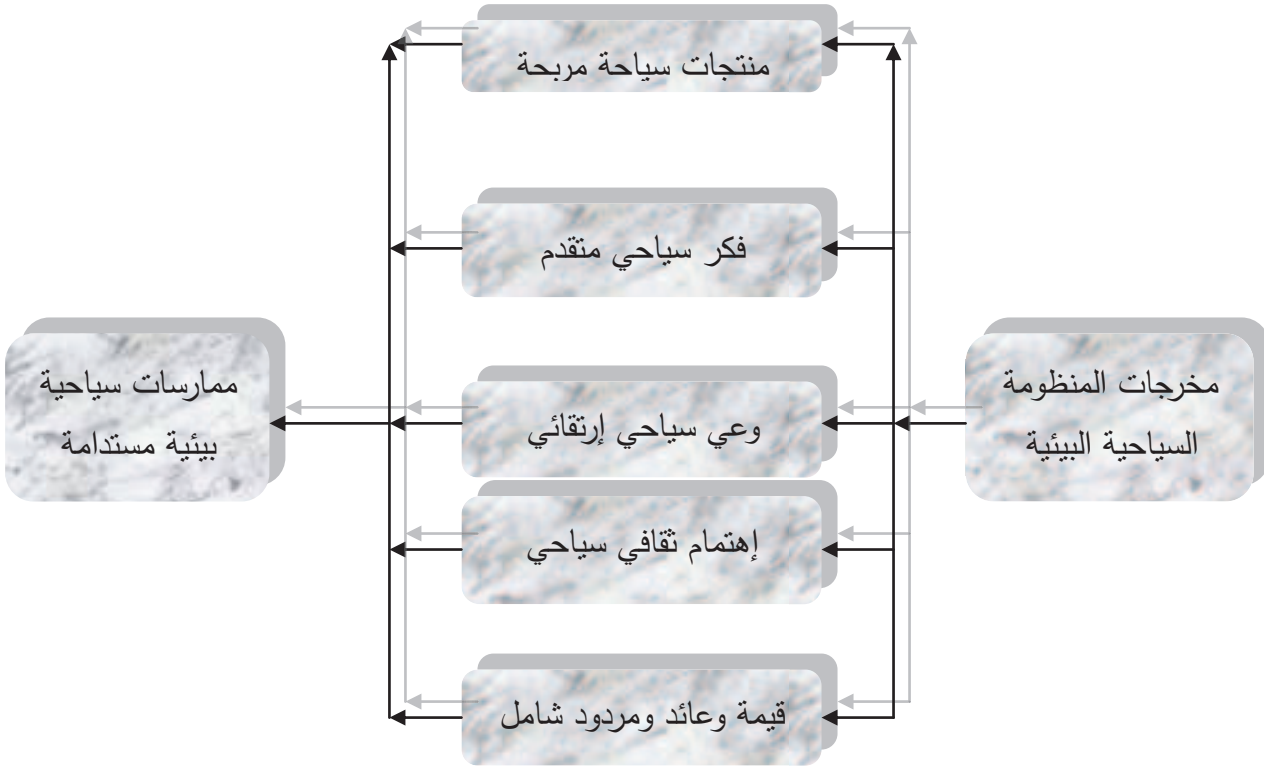 مخرجات المنظومة
السياحية البيئية
منتجات سياحة مربحة
فكر سياحي متقدم
وعي سياحي إرتقائي
إهتمام ثقافي سياحي
قيمة وعائد ومردود شامل
ممارسات سياحية
بيئية مستدامة